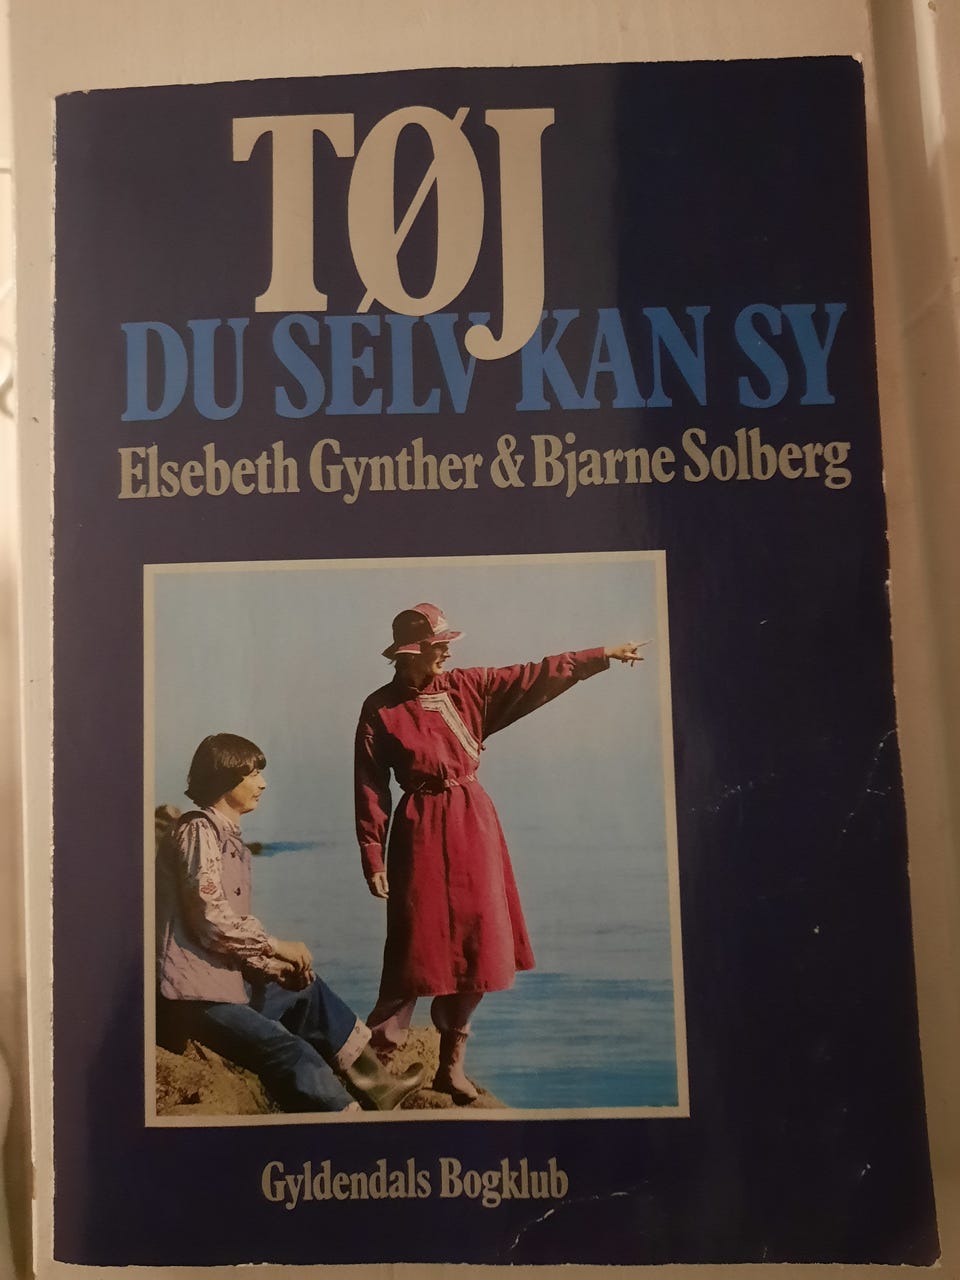 TØJ
DU SELV KAN SY
Elsebeth Gynther & Bjarne Solberg
Gyldendals Bogklub